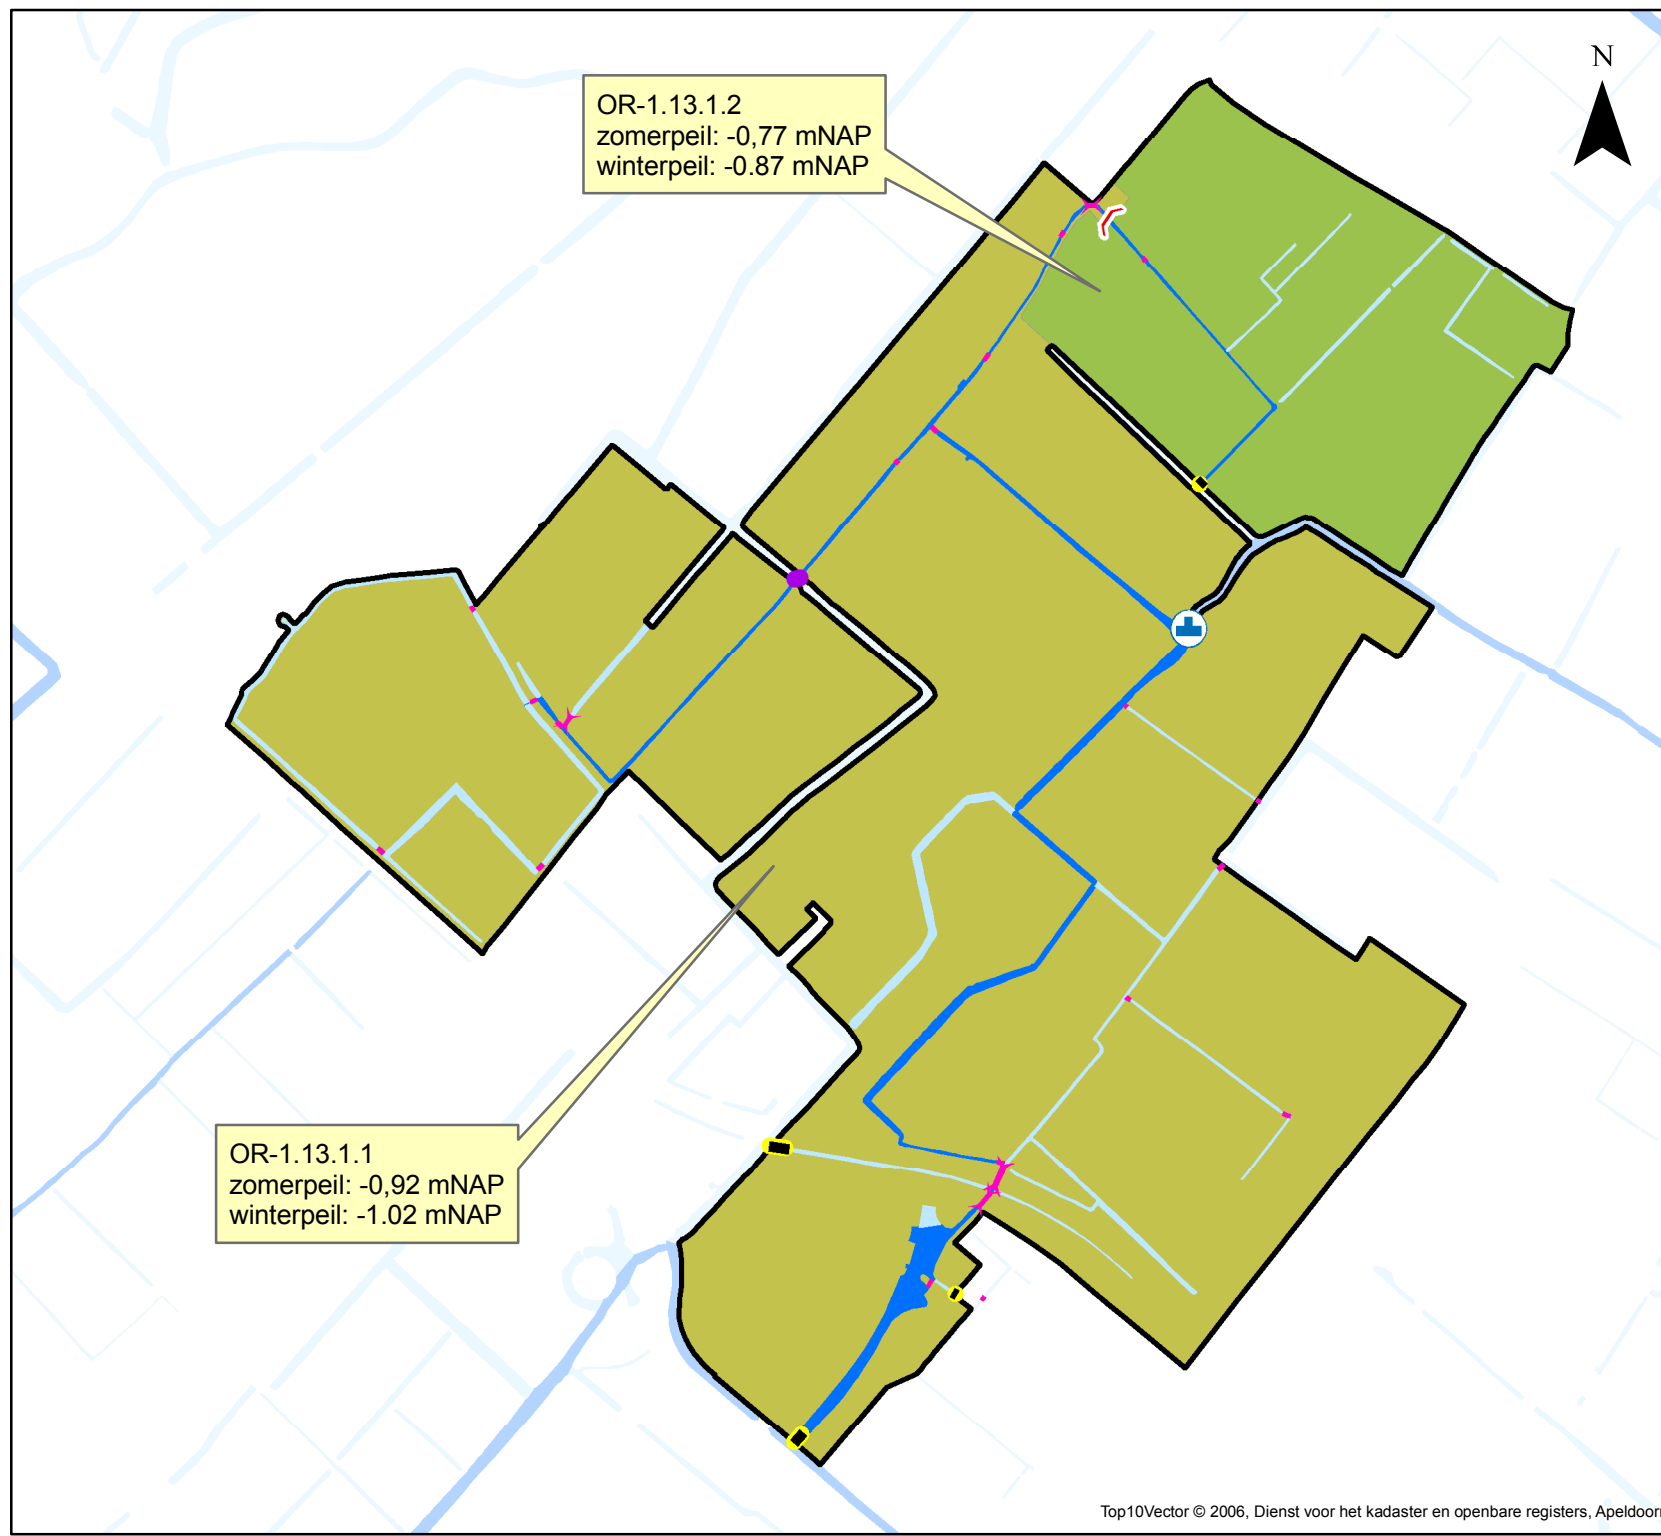 N
OR-1.13.1.2
zomerpeil: -0,77 mNAP
winterpeil: -0.87 mNAP
OR-1.13.1.1
zomerpeil: -0,92 mNAP
winterpeil: -1.02 mNAP
Top10Vector © 2006, Dienst voor het kadaster en openbare registers, Apeldoorn